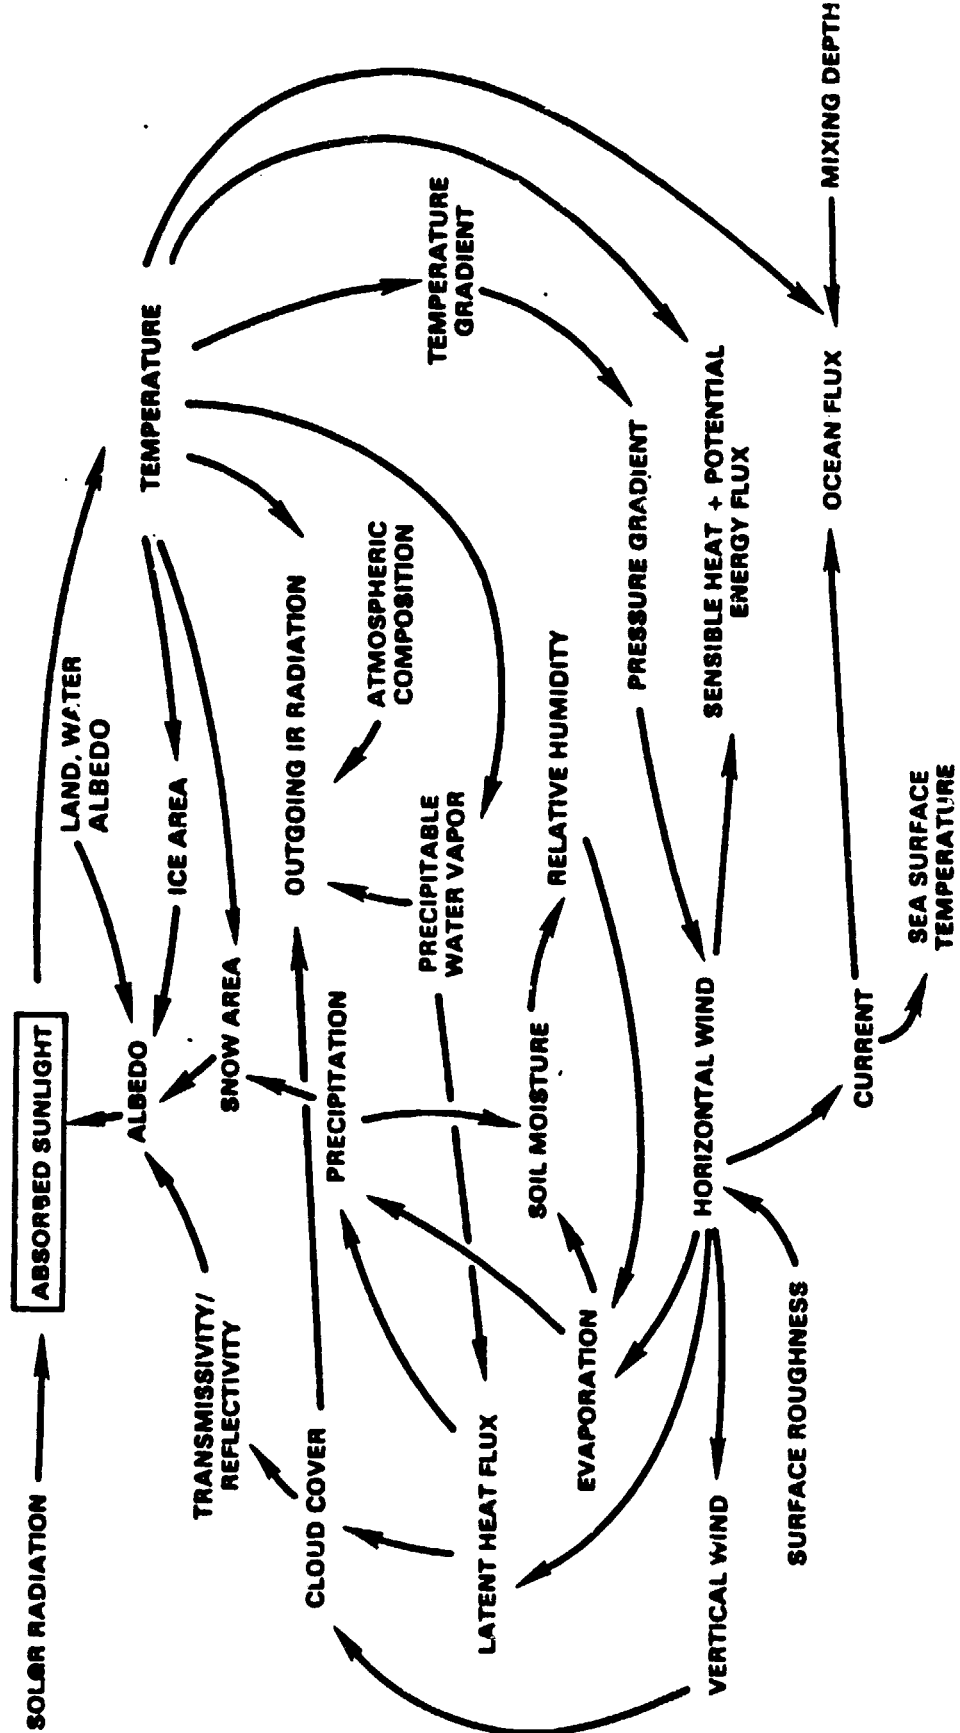 SOLAR RADIATION
ABSORBED SUNLIGHT
LAND, WATER
ALBEDO
TEMPERATURE
TRANSMISSIVITY/
REFLECTIVITY
ALBEDO
ICE AREA
SNOW AREA
CLOUD COVER
PRECIPITATION
OUTGOING IR RADIATION
ATMOSPHERIC
COMPOSITION
TEMPERATURE
GRADIENT
LATENT HEAT FLUX
PRECIPITABLE
WATER VAPOR
SOIL MOISTURE
RELATIVE HUMIDITY
EVAPORATION
PRESSURE GRADIENT
VERTICAL WIND
HORIZONTAL WIND
SENSIBLE HEAT + POTENTIAL
ENERGY FLUX
SURFACE ROUGHNESS
CURRENT
OCEAN FLUX
MIXING DEPTH
SEA SURFACE
TEMPERATURE